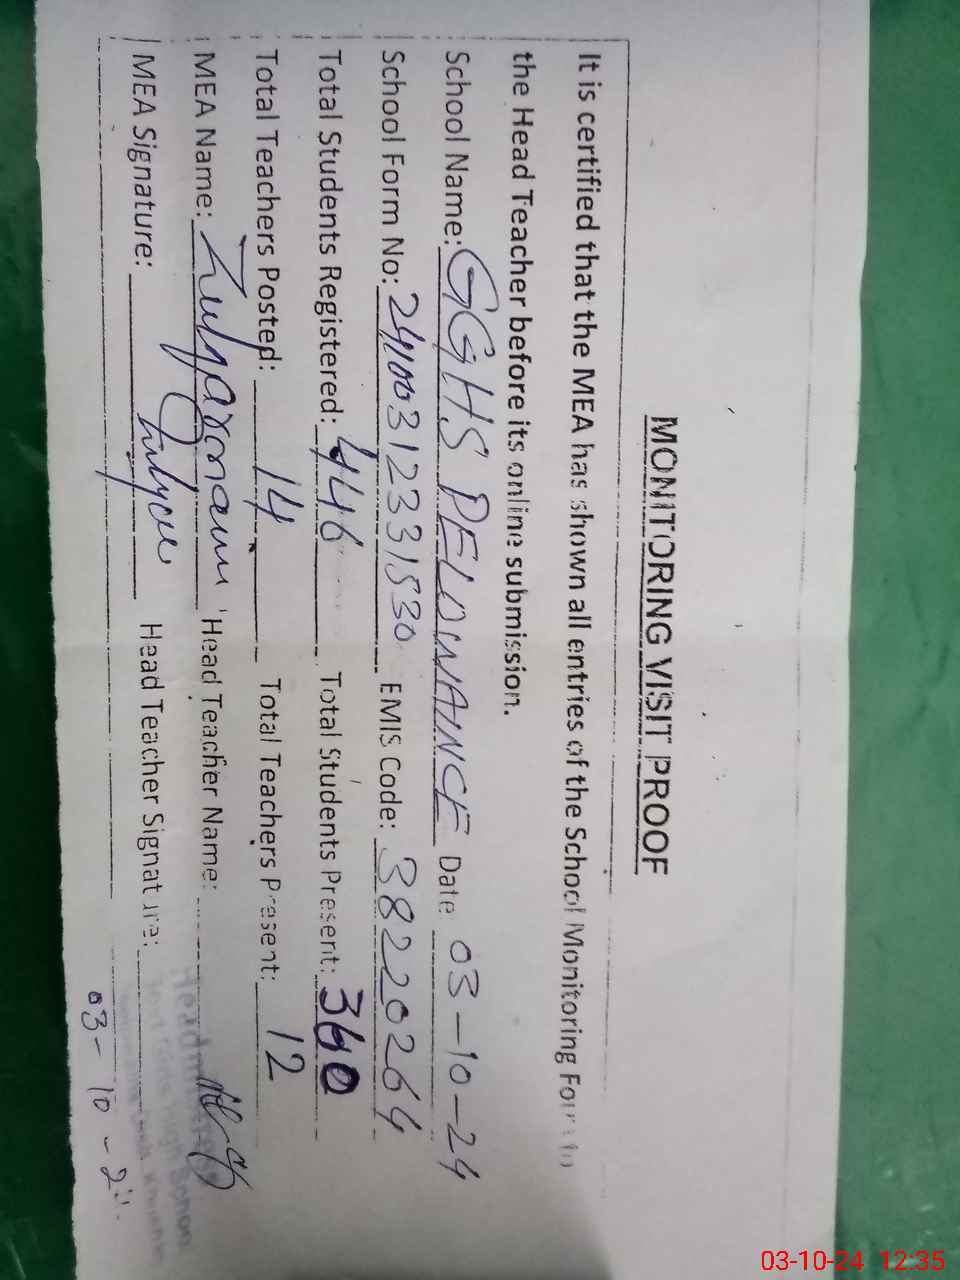 MONITORING VISIT PROOF
It is certified that the MEA has shown all entries of the School Monitoring Form to
the Head Teacher before its online submission.
School Name: GGHS PELOWAINCE Date 03-10-24
School Form No: 24100312331530 EMIS Code: 38220264
Total Students Registered: 446 Total Students Present: 360
Total Teachers Posted: 14 Total Teachers Present: 12
MEA Name: Head Teacher Name:
MEA Signature: Head Teacher Signature:
03-10-24
03-10-24 12:35